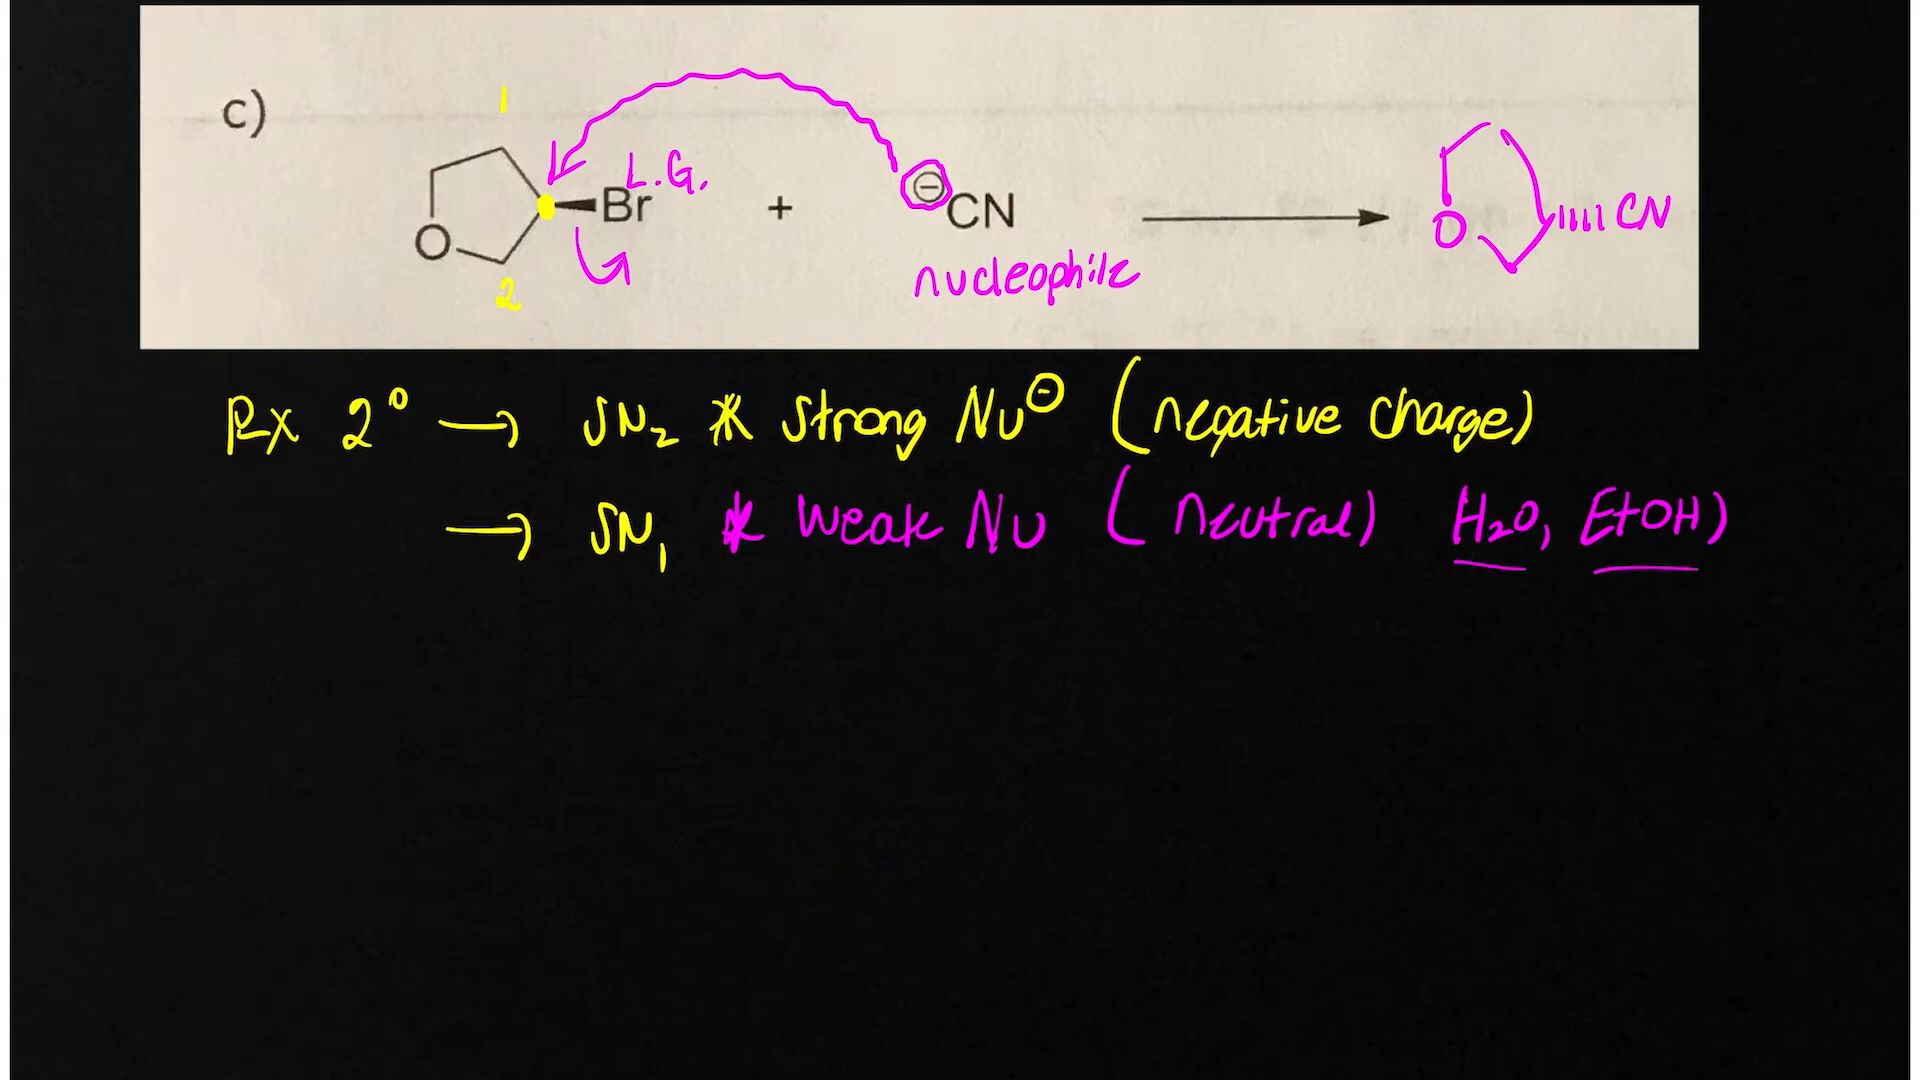 c)
1
L.G.
Br + ⊖CN → O CN
O
2
nucleophile
Rx 2° → SN₂ * strong Nu⊖ (negative charge)
→ SN₁ * weak Nu (neutral) H₂O, EtOH)